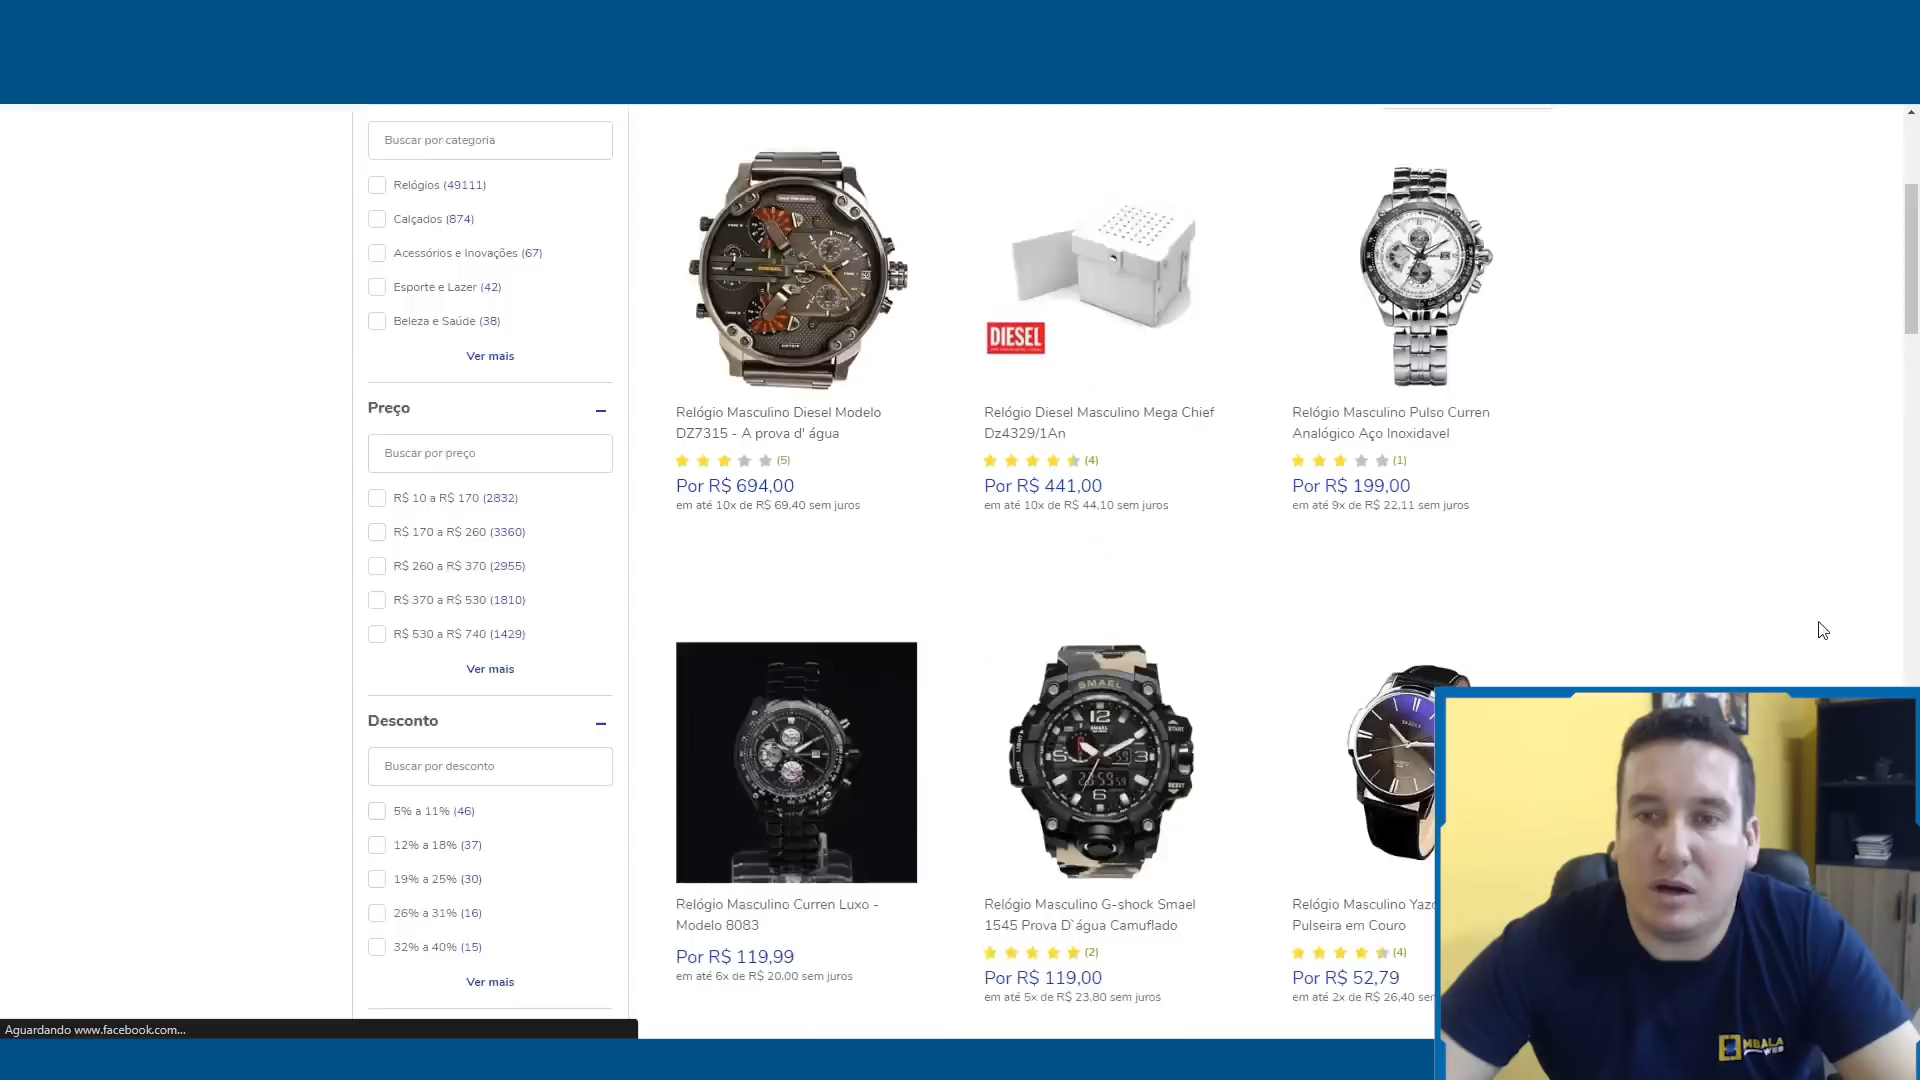 Buscar por categoria
Relógios (49111)
Calçados (874)
Acessórios e Inovações (67)
Esporte e Lazer (42)
Beleza e Saúde (38)
Ver mais
Preço
Buscar por preço
R$ 10 a R$ 170 (2832)
R$ 170 a R$ 260 (3360)
R$ 260 a R$ 370 (2955)
R$ 370 a R$ 530 (1810)
R$ 530 a R$ 740 (1429)
Ver mais
Desconto
Buscar por desconto
5% a 11% (46)
12% a 18% (37)
19% a 25% (30)
26% a 31% (16)
32% a 40% (15)
Ver mais
Relógio Masculino Diesel Modelo
DZ7315 - A prova d' água
(5)
Por R$ 694,00
em até 10x de R$ 69,40 sem juros
DIESEL
Relógio Diesel Masculino Mega Chief
Dz4329/1An
(4)
Por R$ 441,00
em até 10x de R$ 44,10 sem juros
Relógio Masculino Pulso Curren
Analógico Aço Inoxidavel
(1)
Por R$ 199,00
em até 9x de R$ 22,11 sem juros
Relógio Masculino Curren Luxo -
Modelo 8083
Por R$ 119,99
em até 6x de R$ 20,00 sem juros
SMAEL
12
3
6
START
RESET
Relógio Masculino G-shock Smael
1545 Prova D`água Camuflado
(2)
Por R$ 119,00
em até 5x de R$ 23,80 sem juros
Relógio Masculino Yazo
Pulseira em Couro
(4)
Por R$ 52,79
em até 2x de R$ 26,40 se
Aguardando www.facebook.com...
MBALA
WEB